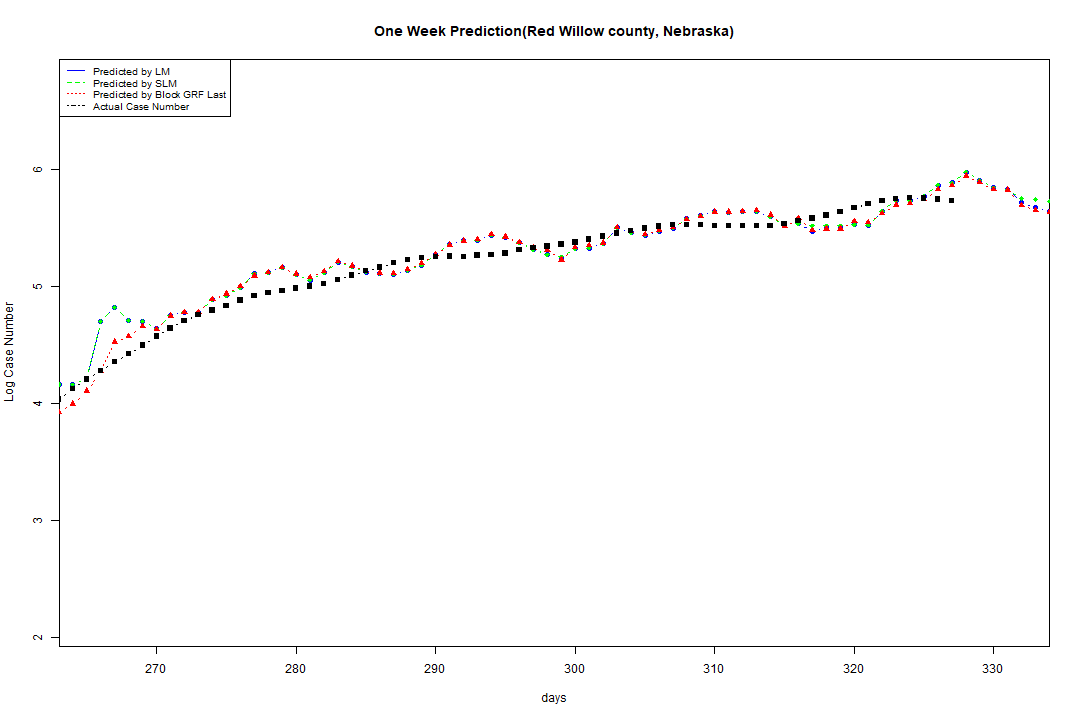 One Week Prediction(Red Willow county, Nebraska)
Predicted by LM
Predicted by SLM
Predicted by Block GRF Last
Actual Case Number
6
5
4
3
2
Log Case Number
270 280 290 300 310 320 330
days